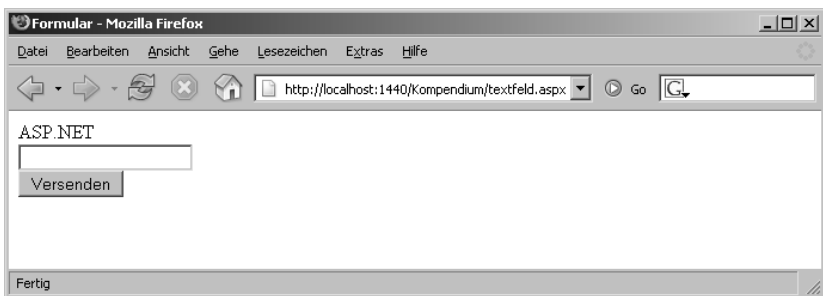 Formular - Mozilla Firefox
Datei Bearbeiten Ansicht Gehe Lesezeichen Extras Hilfe
http://localhost:1440/Kompendium/textfeld.aspx Go G
ASP.NET
Versenden
Fertig